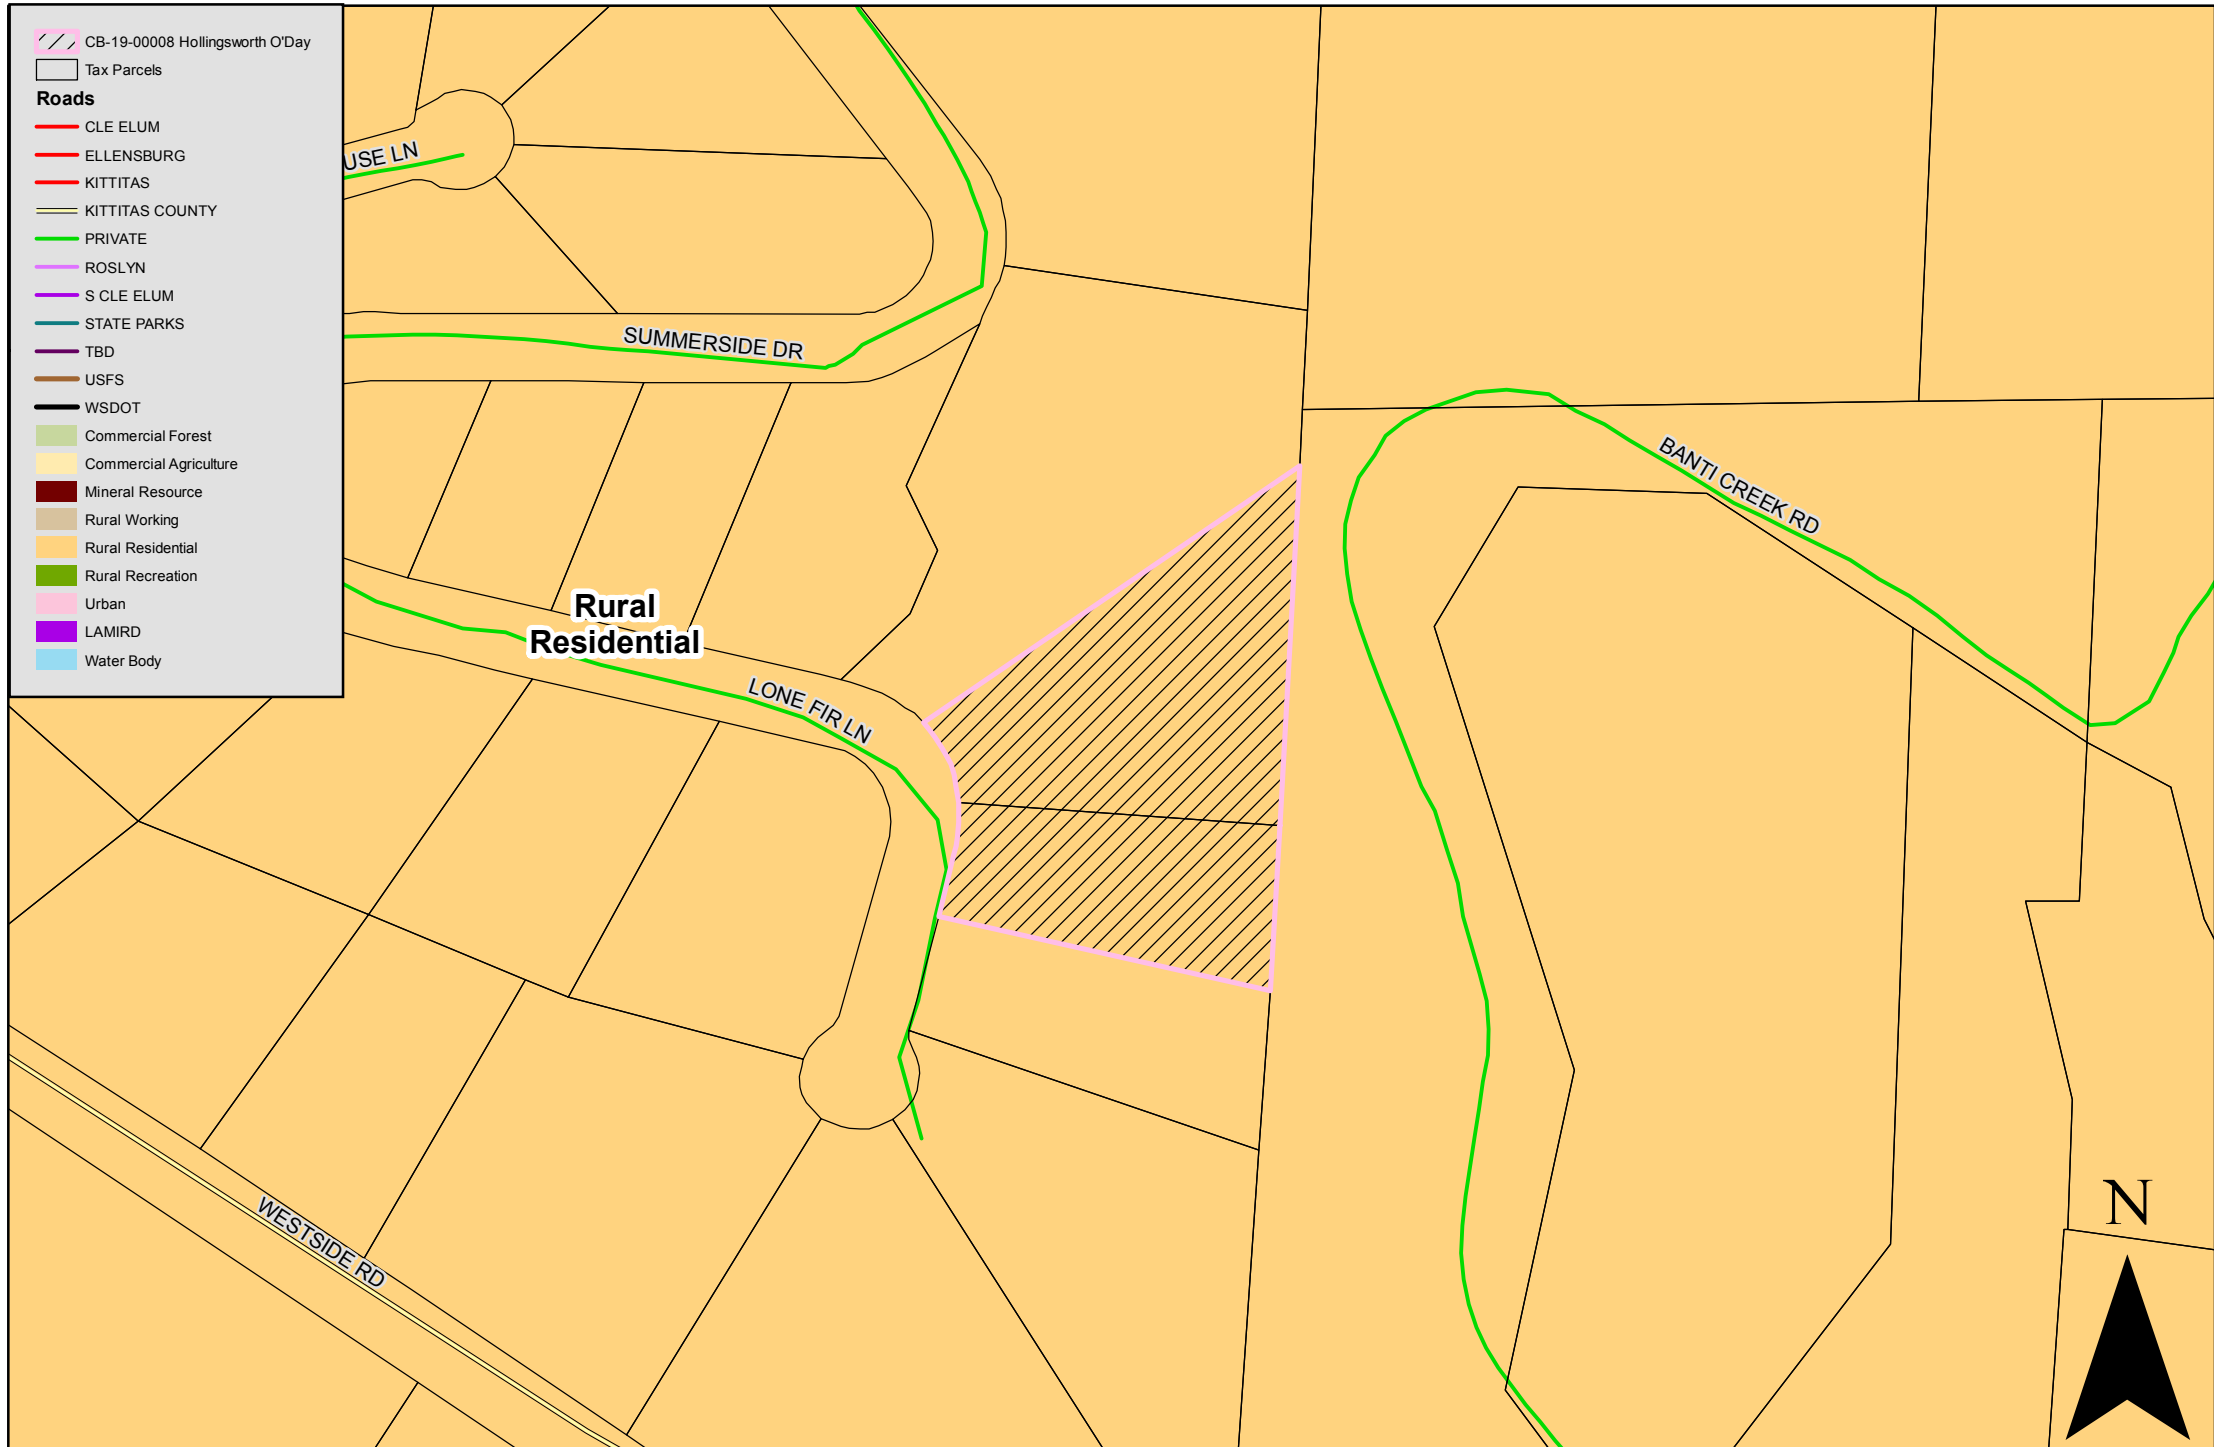 CB-19-00008 Hollingsworth O'Day
Tax Parcels
Roads
CLE ELUM
ELLENSBURG
KITTITAS
KITTITAS COUNTY
PRIVATE
ROSLYN
S CLE ELUM
STATE PARKS
TBD
USFS
WSDOT
Commercial Forest
Commercial Agriculture
Mineral Resource
Rural Working
Rural Residential
Rural Recreation
Urban
LAMIRD
Water Body
USE LN
SUMMERSIDE DR
BANTI CREEK RD
Rural
Residential
LONE FIR LN
WESTSIDE RD
N